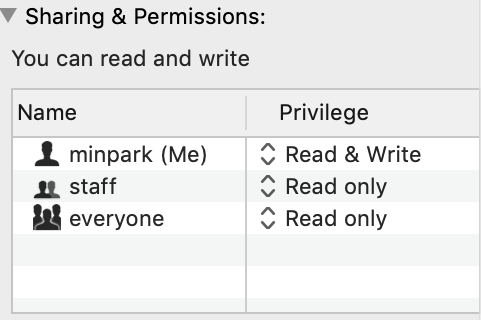 Sharing & Permissions:
You can read and write
Name Privilege
minpark (Me) Read & Write
staff Read only
everyone Read only